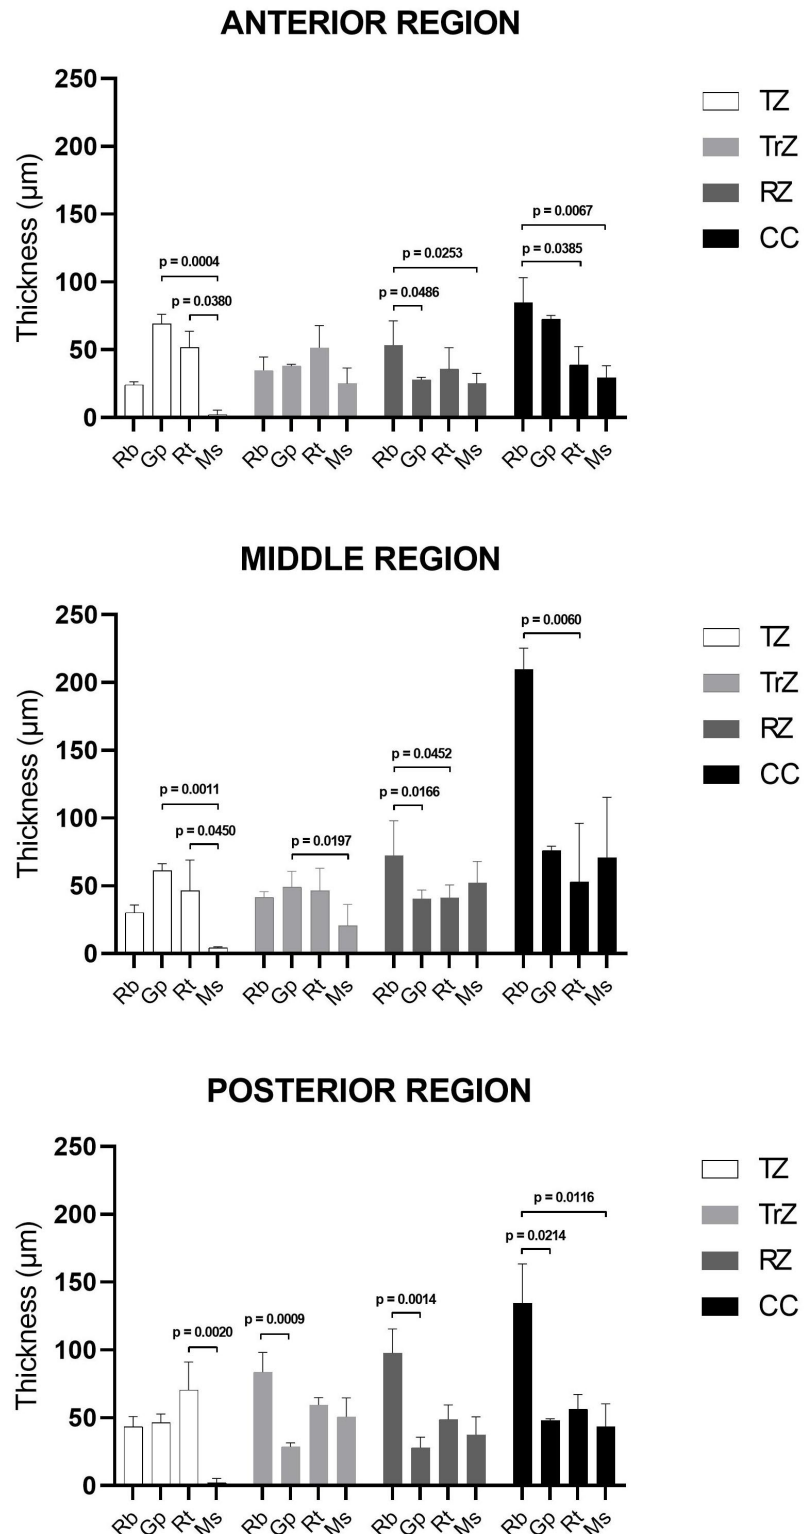 ANTERIOR REGION
250
200
150
100
50
0
Thickness (µm)
p = 0.0004
p = 0.0380
p = 0.0253
p = 0.0486
p = 0.0067
p = 0.0385
Rb Gp Rt Ms Rb Gp Rt Ms Rb Gp Rt Ms Rb Gp Rt Ms
TZ
TrZ
RZ
CC
MIDDLE REGION
250
200
150
100
50
0
Thickness (µm)
p = 0.0011
p = 0.0450
p = 0.0197
p = 0.0452
p = 0.0166
p = 0.0060
Rb Gp Rt Ms Rb Gp Rt Ms Rb Gp Rt Ms Rb Gp Rt Ms
TZ
TrZ
RZ
CC
POSTERIOR REGION
250
200
150
100
50
0
Thickness (µm)
p = 0.0020
p = 0.0009
p = 0.0014
p = 0.0116
p = 0.0214
Rb Gp Rt Ms Rb Gp Rt Ms Rb Gp Rt Ms Rb Gp Rt Ms
TZ
TrZ
RZ
CC